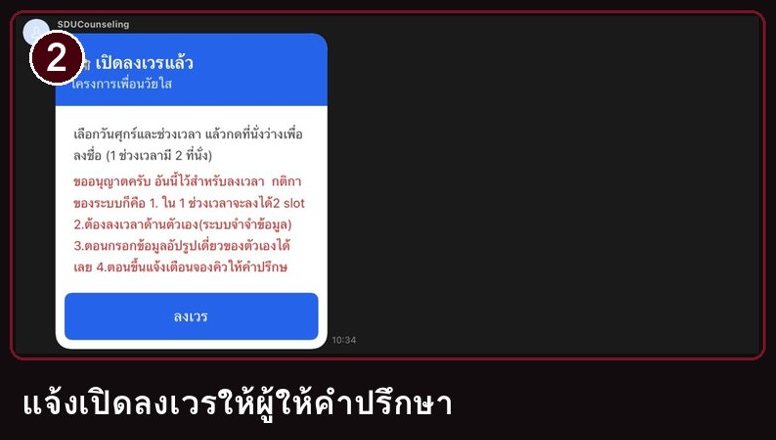 SDUCounseling
2
เปิดลงเวรแล้ว
โครงการเพื่อนวัยใส
เลือกวันศุกร์และช่วงเวลา แล้วกดที่นั่งว่างเพื่อ
ลงชื่อ (1 ช่วงเวลามี 2 ที่นั่ง)
ขออนุญาตครับ อันนี้ไว้สำหรับลงเวลา กติกา
ของระบบก็คือ 1. ใน 1 ช่วงเวลาจะลงได้2 slot
2.ต้องลงเวลาด้านตัวเอง(ระบบจำจำข้อมูล)
3.ตอนกรอกข้อมูลอัปรูปเดี่ยวของตัวเองได้
เลย 4.ตอนขึ้นแจ้งเตือนจองคิวให้คำปรึกษ
ลงเวร
10:34
แจ้งเปิดลงเวรให้ผู้ให้คำปรึกษา